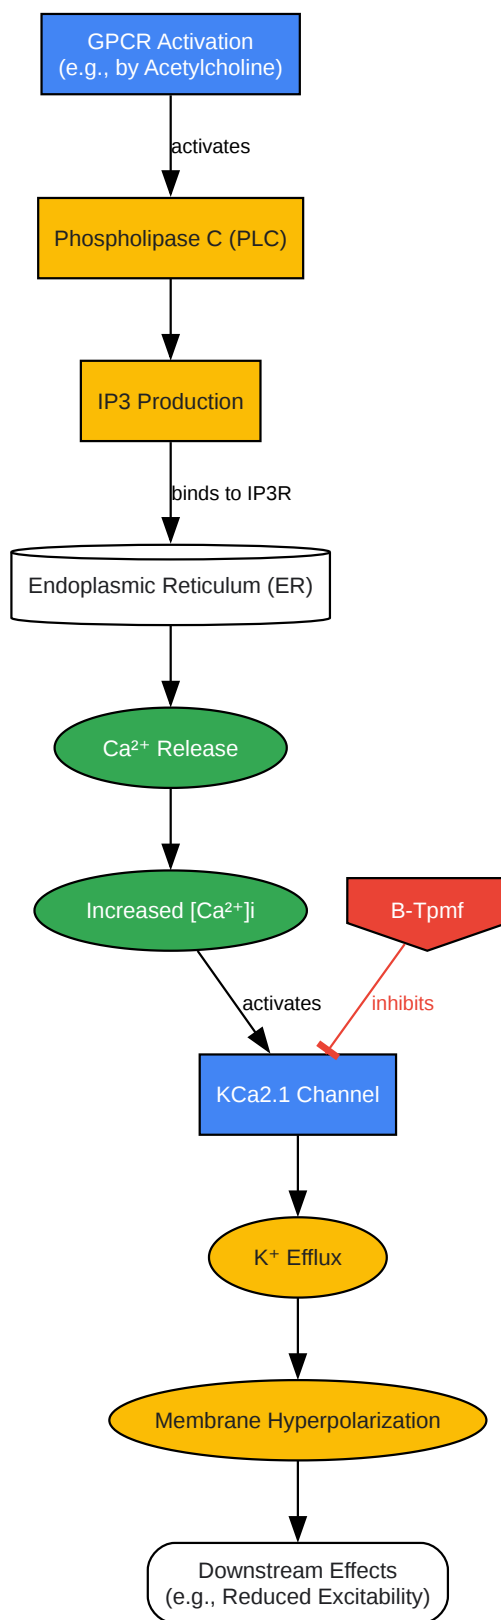 GPCR Activation
(e.g., by Acetylcholine)
activates
Phospholipase C (PLC)
IP3 Production
binds to IP3R
Endoplasmic Reticulum (ER)
Ca²⁺ Release
Increased [Ca²⁺]i
B-Tpmf
activates
inhibits
KCa2.1 Channel
K⁺ Efflux
Membrane Hyperpolarization
Downstream Effects
(e.g., Reduced Excitability)